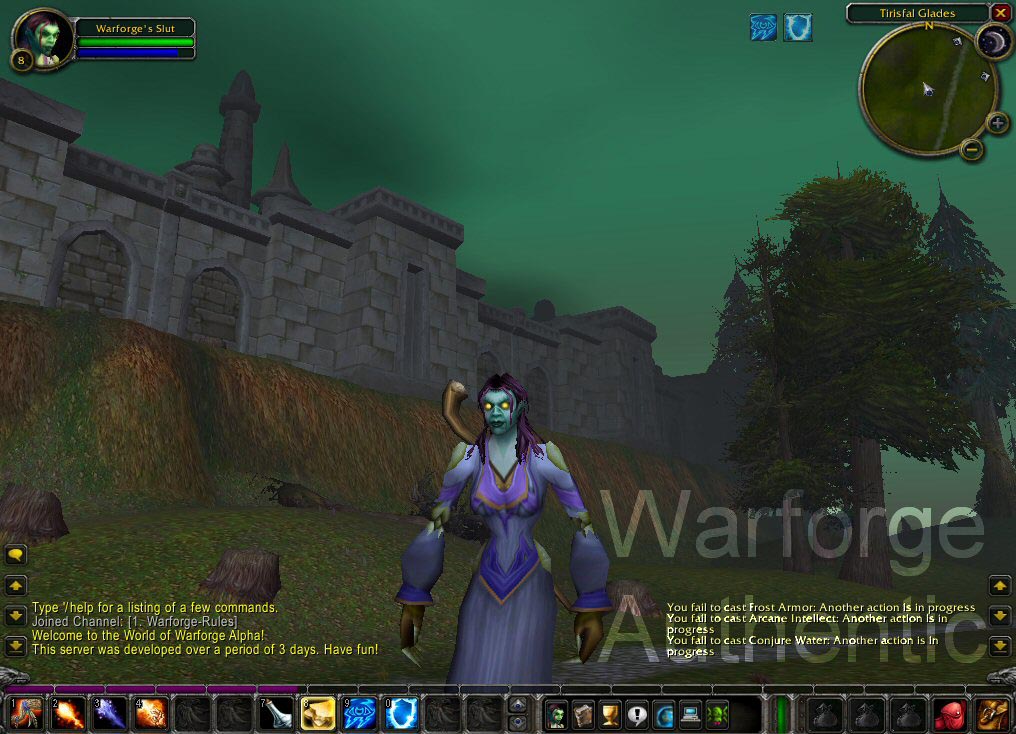 Warforge's Slut
8
Tirisfal Glades
N
Warforge
Authentic
Type '/help for a listing of a few commands.
Joined Channel: [1. Warforge-Rules]
Welcome to the World of Warforge Alpha!
This server was developed over a period of 3 days. Have fun!
You fail to cast Frost Armor: Another action is in progress
You fail to cast Arcane Intellect: Another action is in
progress
You fail to cast Conjure Water: Another action is in
progress
1 2 3 4 7 8 9 0